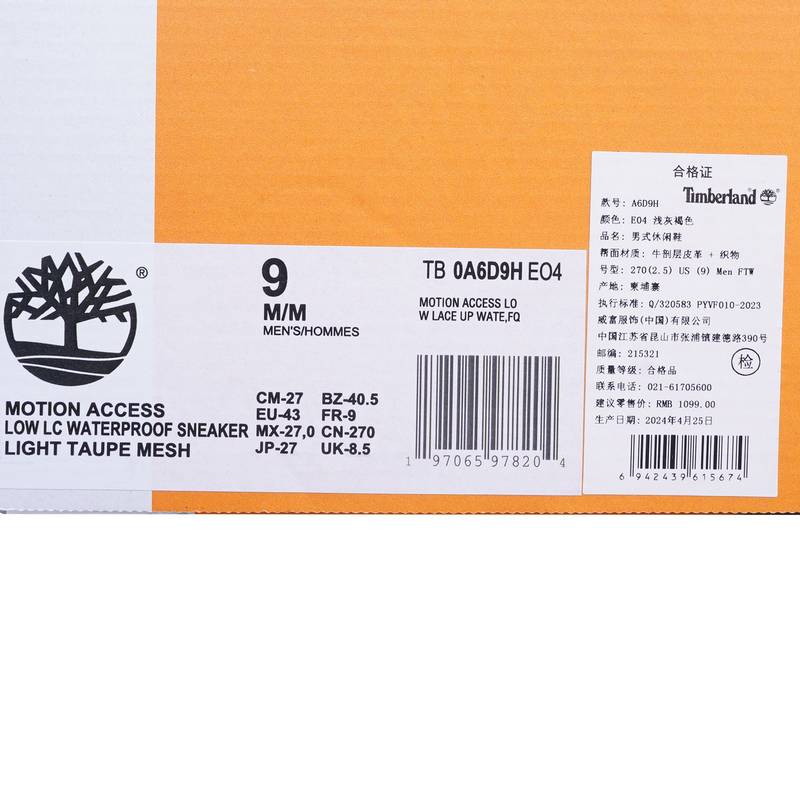 ®
9
M/M
MEN'S/HOMMES
TB 0A6D9H EO4
MOTION ACCESS LO
W LACE UP WATE,FQ
MOTION ACCESS
LOW LC WATERPROOF SNEAKER
LIGHT TAUPE MESH
CM-27 BZ-40.5
EU-43 FR-9
MX-27,0 CN-270
JP-27 UK-8.5
1 97065 97820 4
合格证
Timberland
款号: A6D9H
颜色: E04 浅灰褐色
品名: 男式休闲鞋
帮面材质: 牛剖层皮革 + 织物
号型: 270(2.5) US (9) Men FTW
产地: 柬埔寨
执行标准: Q/320583 PYVF010-2023
威富服饰(中国)有限公司
中国江苏省昆山市张浦镇建德路390号
邮编: 215321
质量等级: 合格品
检
联系电话: 021-61705600
建议零售价: RMB 1099.00
生产日期: 2024年4月25日
6 942439 615674